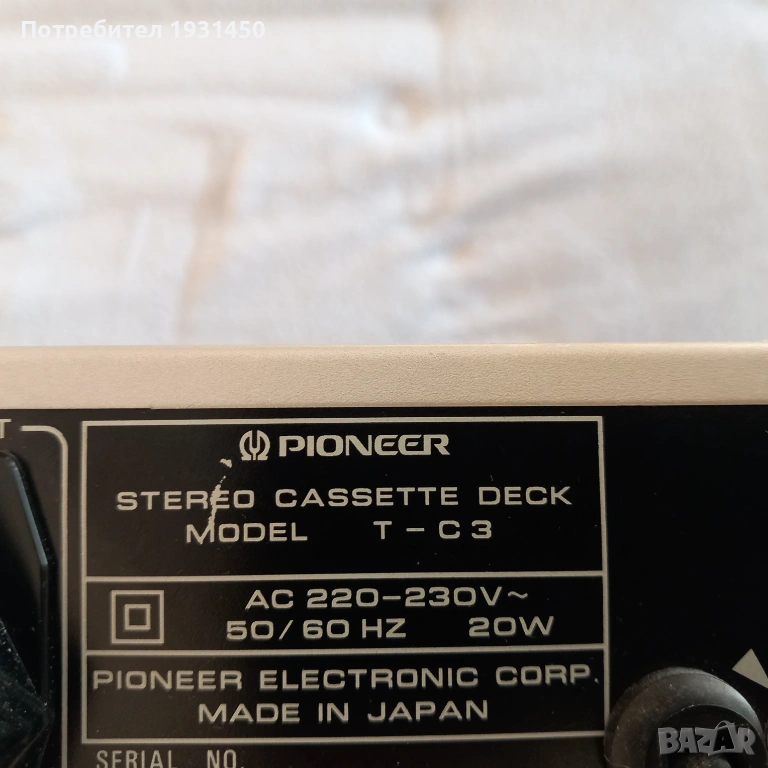 Потребител 1931450
T
PIONEER
STEREO CASSETTE DECK
MODEL T-C3
AC 220-230V~
50/60 HZ 20W
PIONEER ELECTRONIC CORP.
MADE IN JAPAN
SERIAL NO.
BAZAR